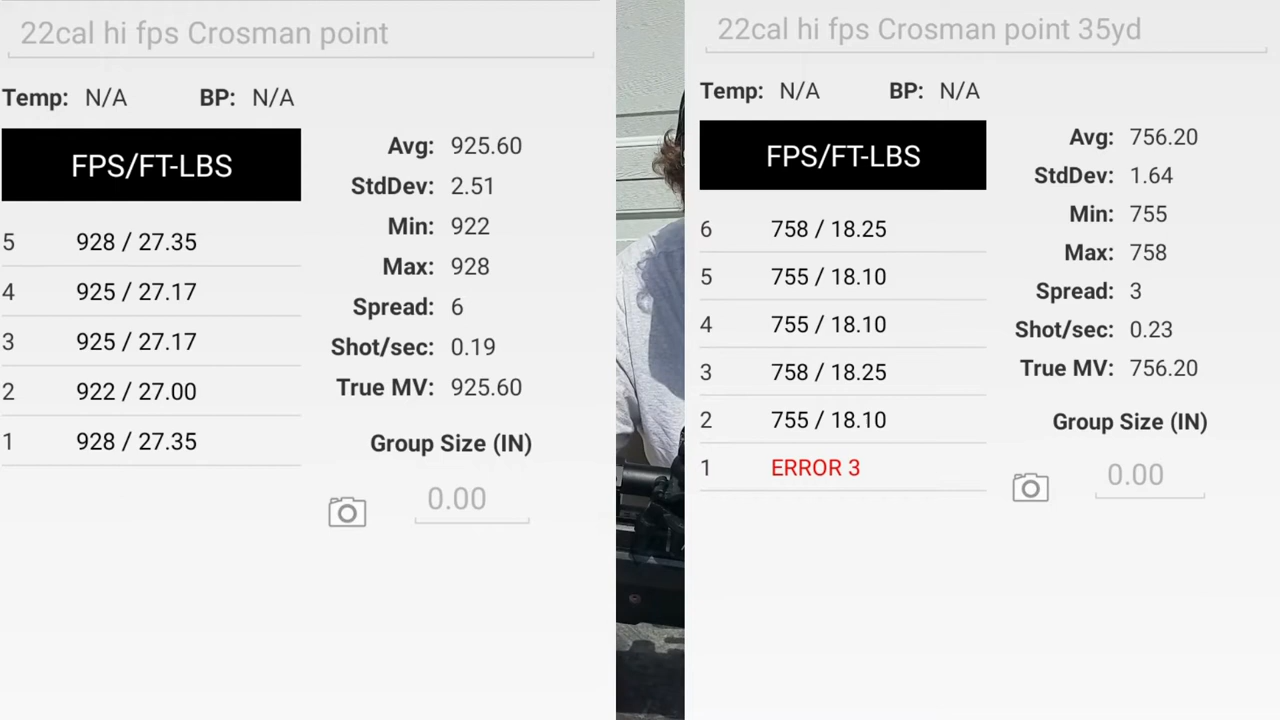 22cal hi fps Crosman point
Temp: N/A BP: N/A
FPS/FT-LBS
5 928 / 27.35
4 925 / 27.17
3 925 / 27.17
2 922 / 27.00
1 928 / 27.35
Avg: 925.60
StdDev: 2.51
Min: 922
Max: 928
Spread: 6
Shot/sec: 0.19
True MV: 925.60
Group Size (IN)
0.00
22cal hi fps Crosman point 35yd
Temp: N/A BP: N/A
FPS/FT-LBS
6 758 / 18.25
5 755 / 18.10
4 755 / 18.10
3 758 / 18.25
2 755 / 18.10
1 ERROR 3
Avg: 756.20
StdDev: 1.64
Min: 755
Max: 758
Spread: 3
Shot/sec: 0.23
True MV: 756.20
Group Size (IN)
0.00